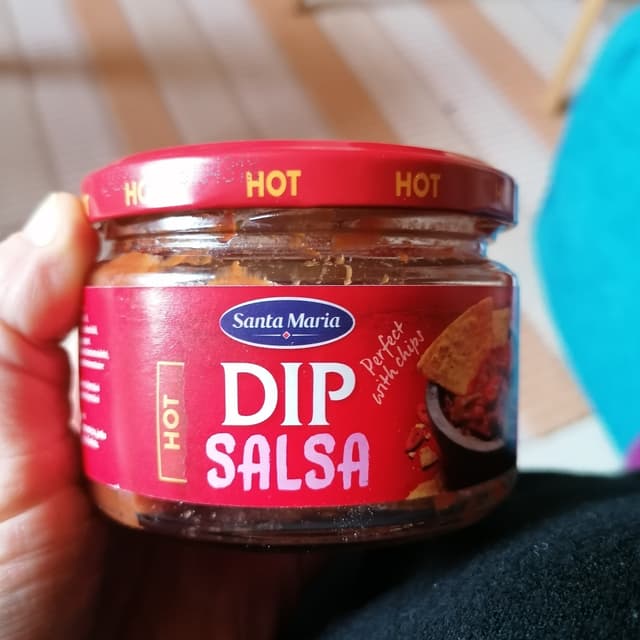 HOT
HOT
Santa Maria
Perfect
with chips
DIP
HOT
SALSA